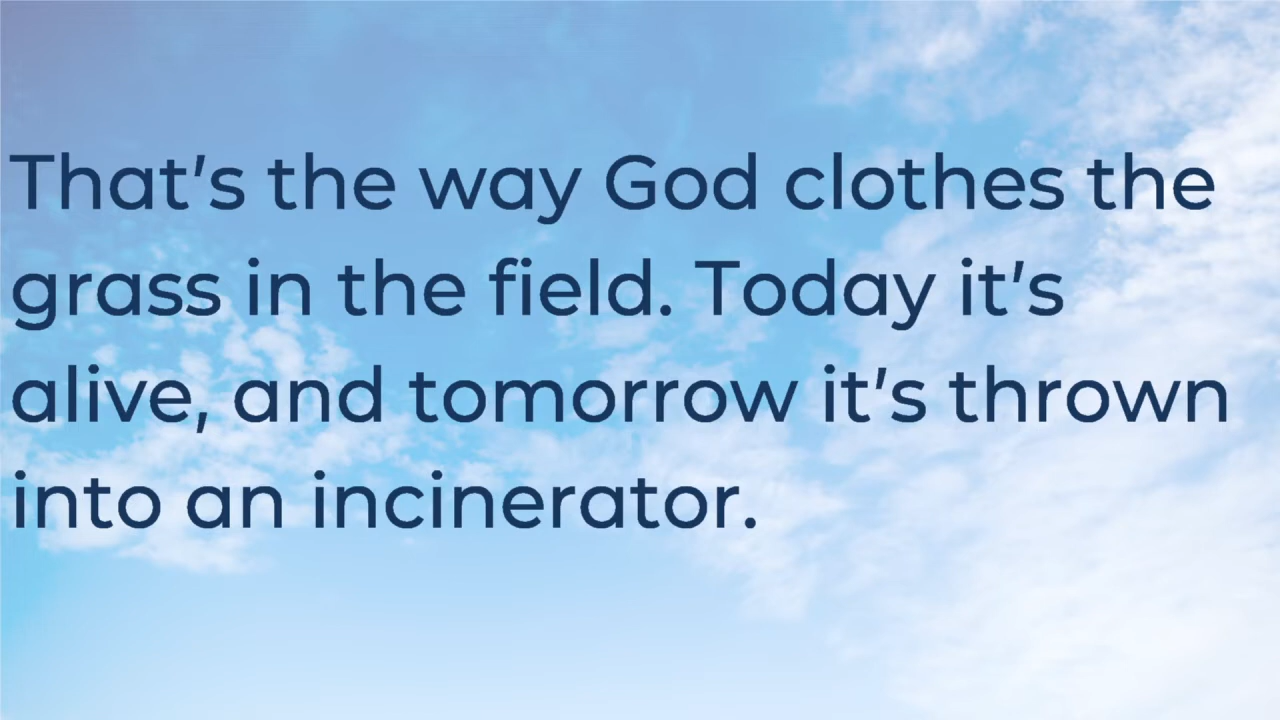 That’s the way God clothes the
grass in the field. Today it’s
alive, and tomorrow it’s thrown
into an incinerator.